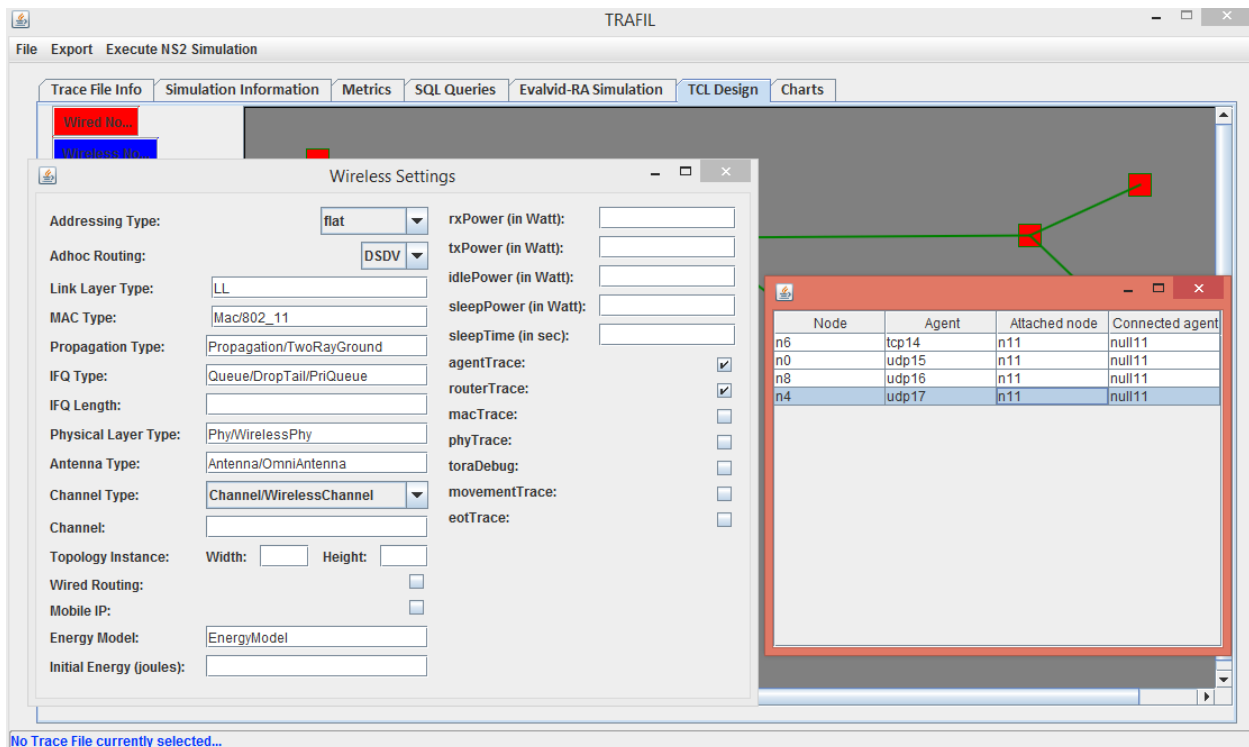 TRAFIL
File Export Execute NS2 Simulation
Trace File Info Simulation Information Metrics SQL Queries Evalvid-RA Simulation TCL Design Charts
Wired No...
Wireless No...
Wireless Settings
Addressing Type: flat
Adhoc Routing: DSDV
Link Layer Type: LL
MAC Type: Mac/802_11
Propagation Type: Propagation/TwoRayGround
IFQ Type: Queue/DropTail/PriQueue
IFQ Length:
Physical Layer Type: Phy/WirelessPhy
Antenna Type: Antenna/OmniAntenna
Channel Type: Channel/WirelessChannel
Channel:
Topology Instance: Width: Height:
Wired Routing:
Mobile IP:
Energy Model: EnergyModel
Initial Energy (joules):
rxPower (in Watt):
txPower (in Watt):
idlePower (in Watt):
sleepPower (in Watt):
sleepTime (in sec):
agentTrace:
routerTrace:
macTrace:
phyTrace:
toraDebug:
movementTrace:
eotTrace:
Node Agent Attached node Connected agent
n6 tcp14 n11 null11
n0 udp15 n11 null11
n8 udp16 n11 null11
n4 udp17 n11 null11
No Trace File currently selected...